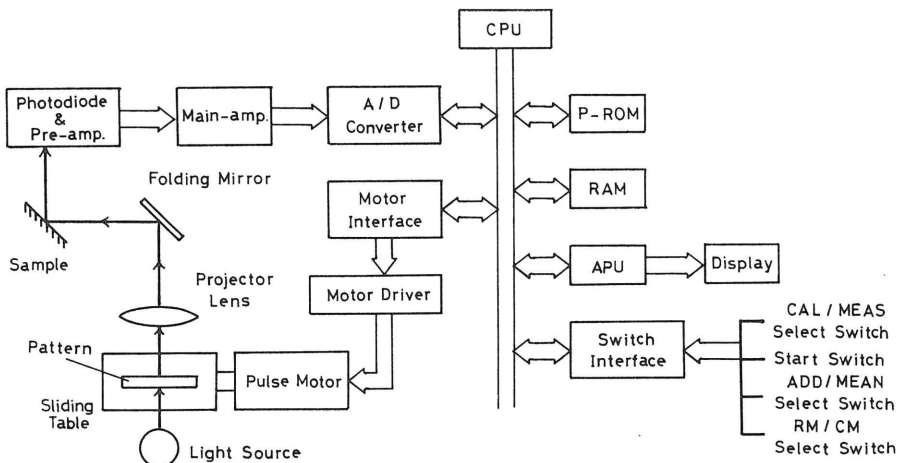 CPU
Photodiode
&
Pre-amp.
Main-amp.
A/D
Converter
P-ROM
Folding Mirror
Motor
Interface
RAM
Sample
Projector
Lens
Motor Driver
APU
Display
Pattern
Sliding
Table
Pulse Motor
Switch
Interface
CAL / MEAS
Select Switch
Start Switch
ADD / MEAN
Select Switch
RM / CM
Select Switch
Light Source